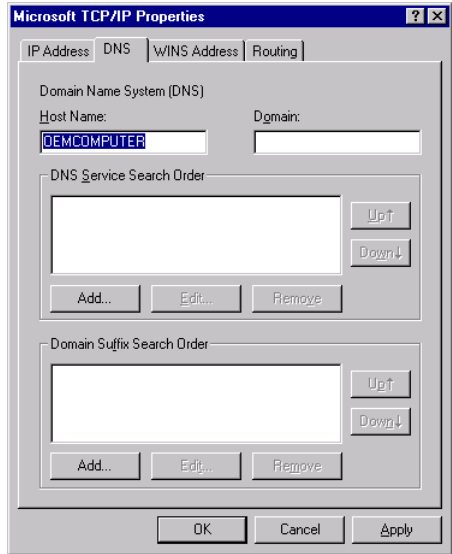 Microsoft TCP/IP Properties
IP Address DNS WINS Address Routing
Domain Name System (DNS)
Host Name: Domain:
OEMCOMPUTER
DNS Service Search Order
Up↑
Down↓
Add... Edit... Remove
Domain Suffix Search Order
Up↑
Down↓
Add... Edit... Remove
OK Cancel Apply